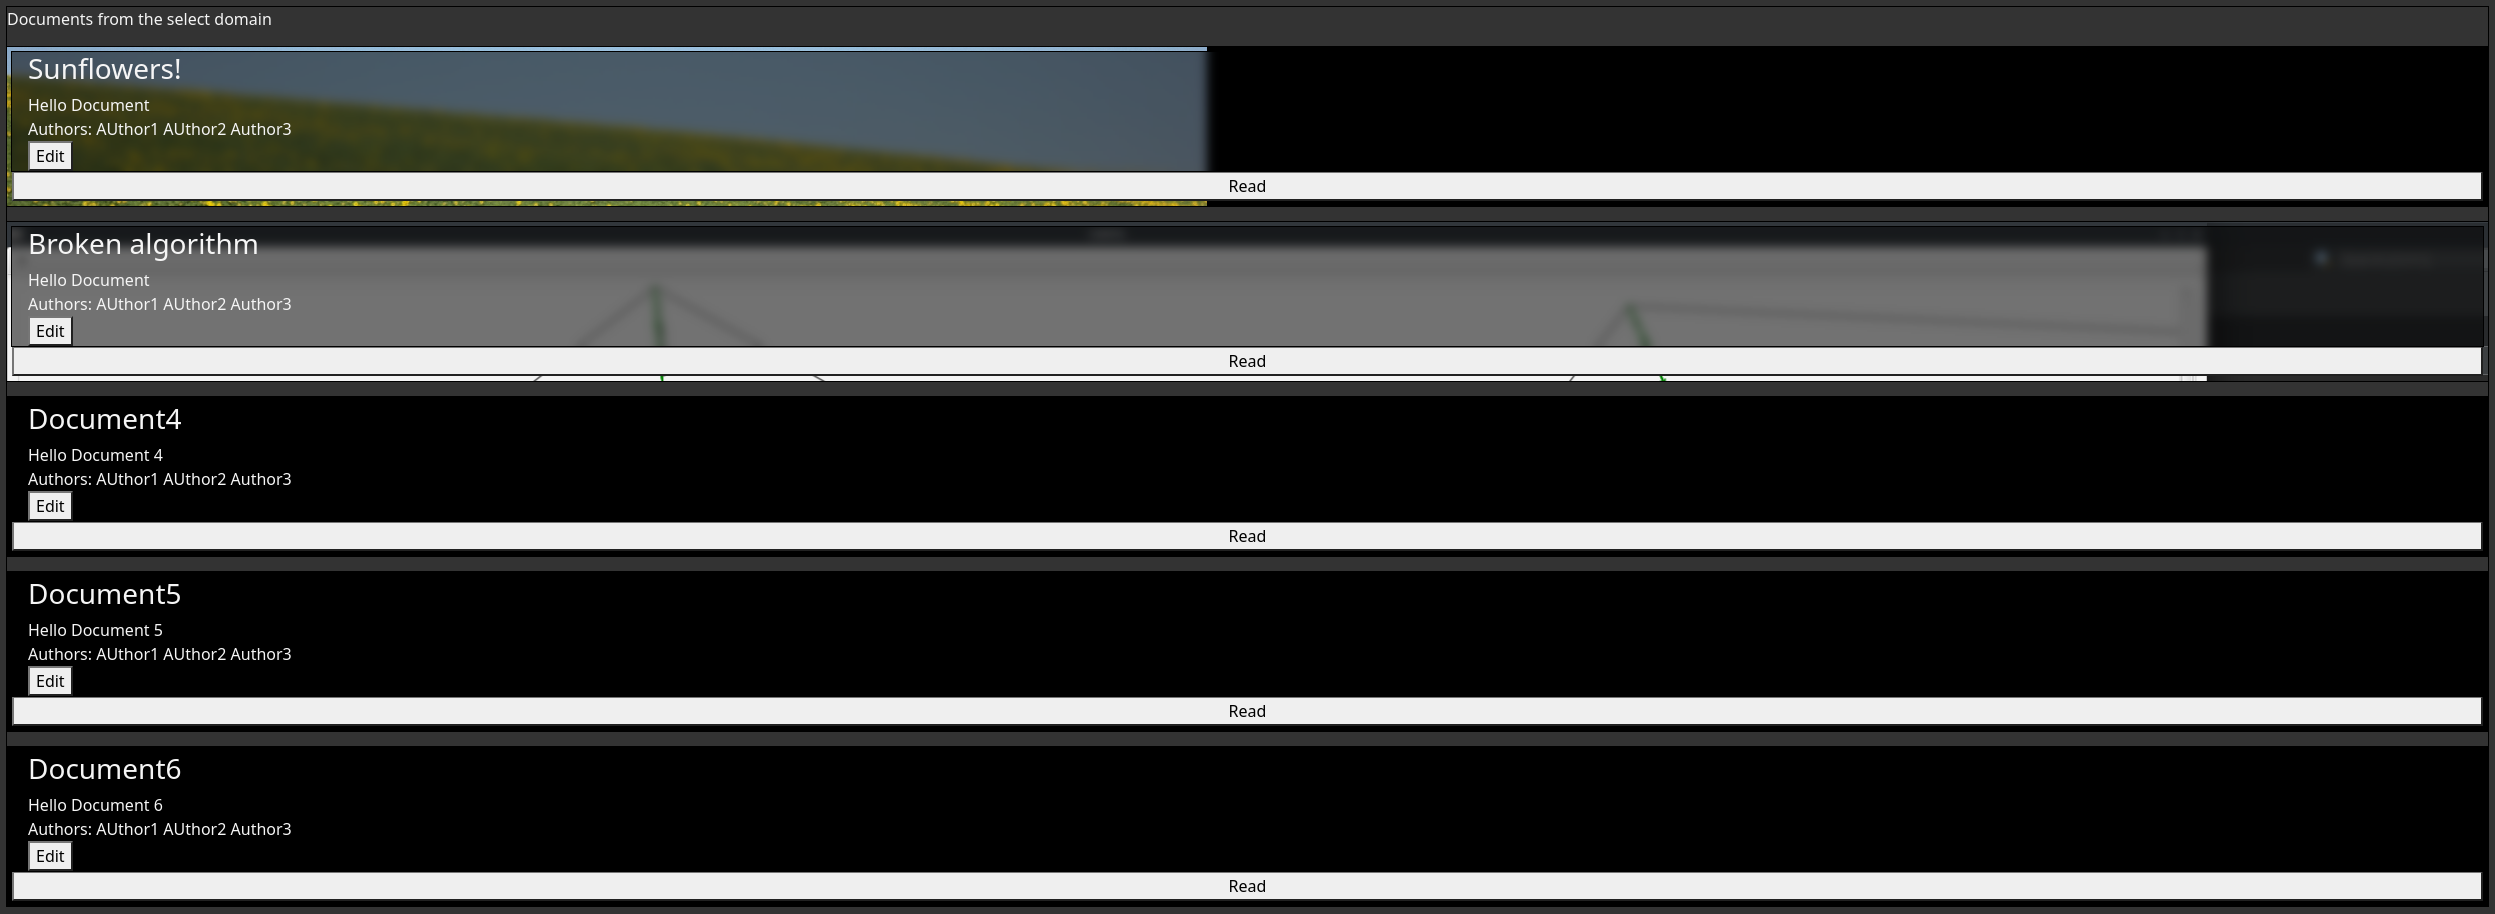 Documents from the select domain
Sunflowers!
Hello Document
Authors: AUthor1 AUthor2 Author3
Edit
Read
Broken algorithm
Hello Document
Authors: AUthor1 AUthor2 Author3
Edit
Read
Document4
Hello Document 4
Authors: AUthor1 AUthor2 Author3
Edit
Read
Document5
Hello Document 5
Authors: AUthor1 AUthor2 Author3
Edit
Read
Document6
Hello Document 6
Authors: AUthor1 AUthor2 Author3
Edit
Read